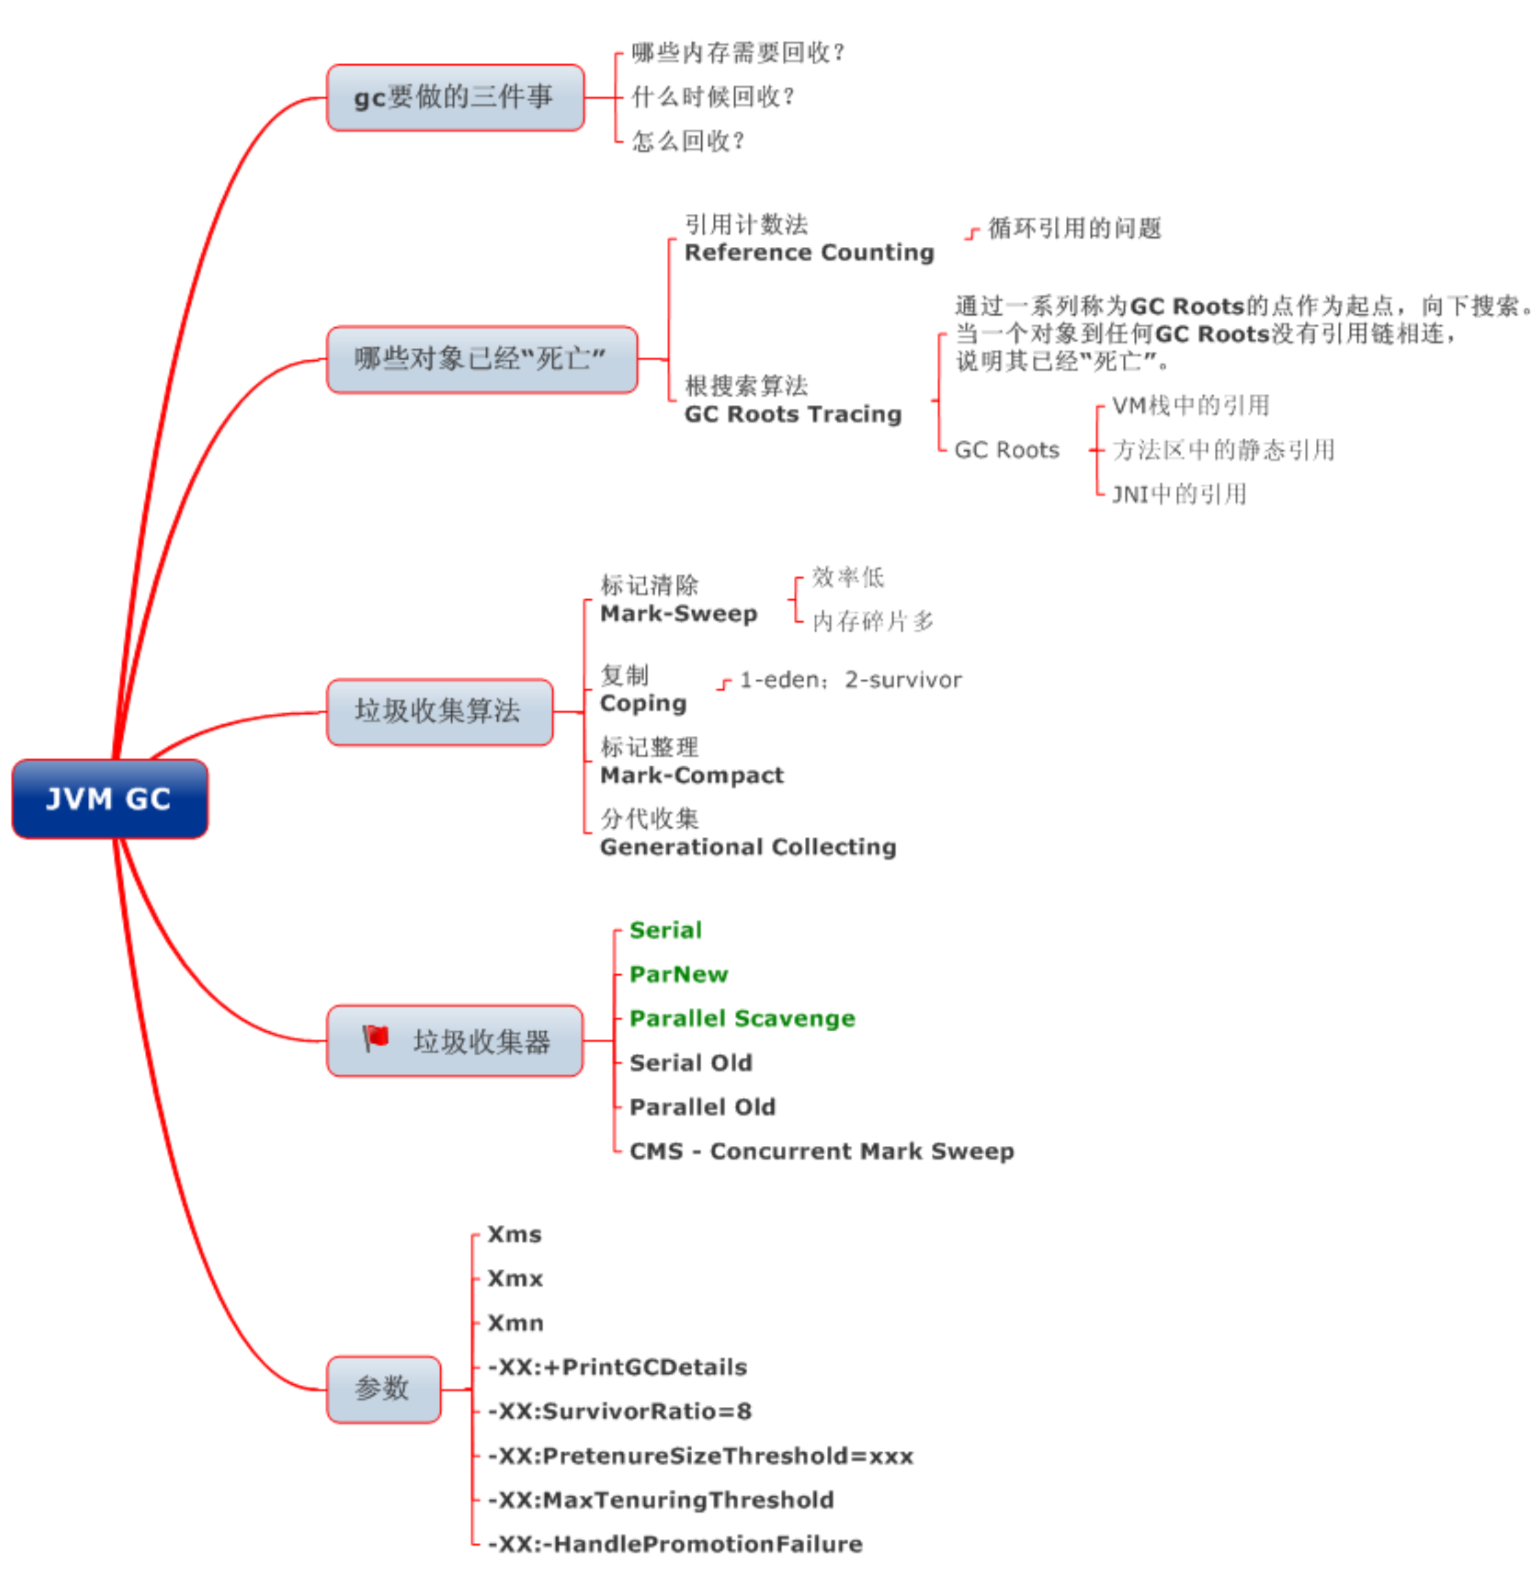 JVM GC
gc要做的三件事
哪些内存需要回收？
什么时候回收？
怎么回收？
哪些对象已经“死亡”
引用计数法
Reference Counting
循环引用的问题
根搜索算法
GC Roots Tracing
通过一系列称为GC Roots的点作为起点，向下搜索。
当一个对象到任何GC Roots没有引用链相连，
说明其已经“死亡”。
GC Roots
VM栈中的引用
方法区中的静态引用
JNI中的引用
垃圾收集算法
标记清除
Mark-Sweep
效率低
内存碎片多
复制
Coping
1-eden；2-survivor
标记整理
Mark-Compact
分代收集
Generational Collecting
垃圾收集器
Serial
ParNew
Parallel Scavenge
Serial Old
Parallel Old
CMS - Concurrent Mark Sweep
参数
Xms
Xmx
Xmn
-XX:+PrintGCDetails
-XX:SurvivorRatio=8
-XX:PretenureSizeThreshold=xxx
-XX:MaxTenuringThreshold
-XX:-HandlePromotionFailure